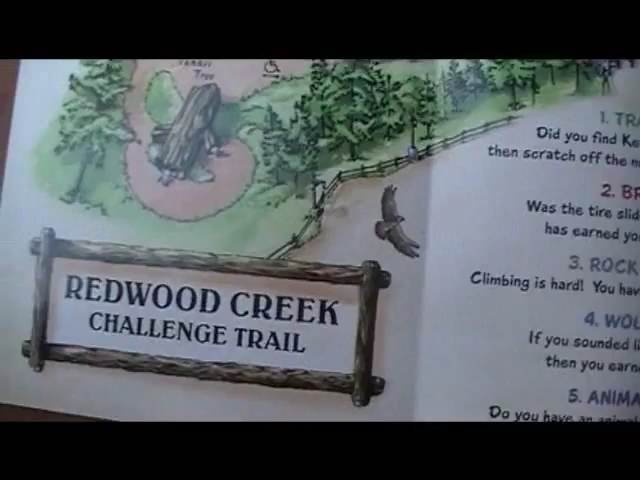 Tree
REDWOOD CREEK
CHALLENGE TRAIL
1. TRA
Did you find Ke
then scratch off the m
2. BR
Was the tire slid
has earned yo
3. ROCK
Climbing is hard! You hav
4. WOL
If you sounded li
then you earn
5. ANIMA
Do you have an animal